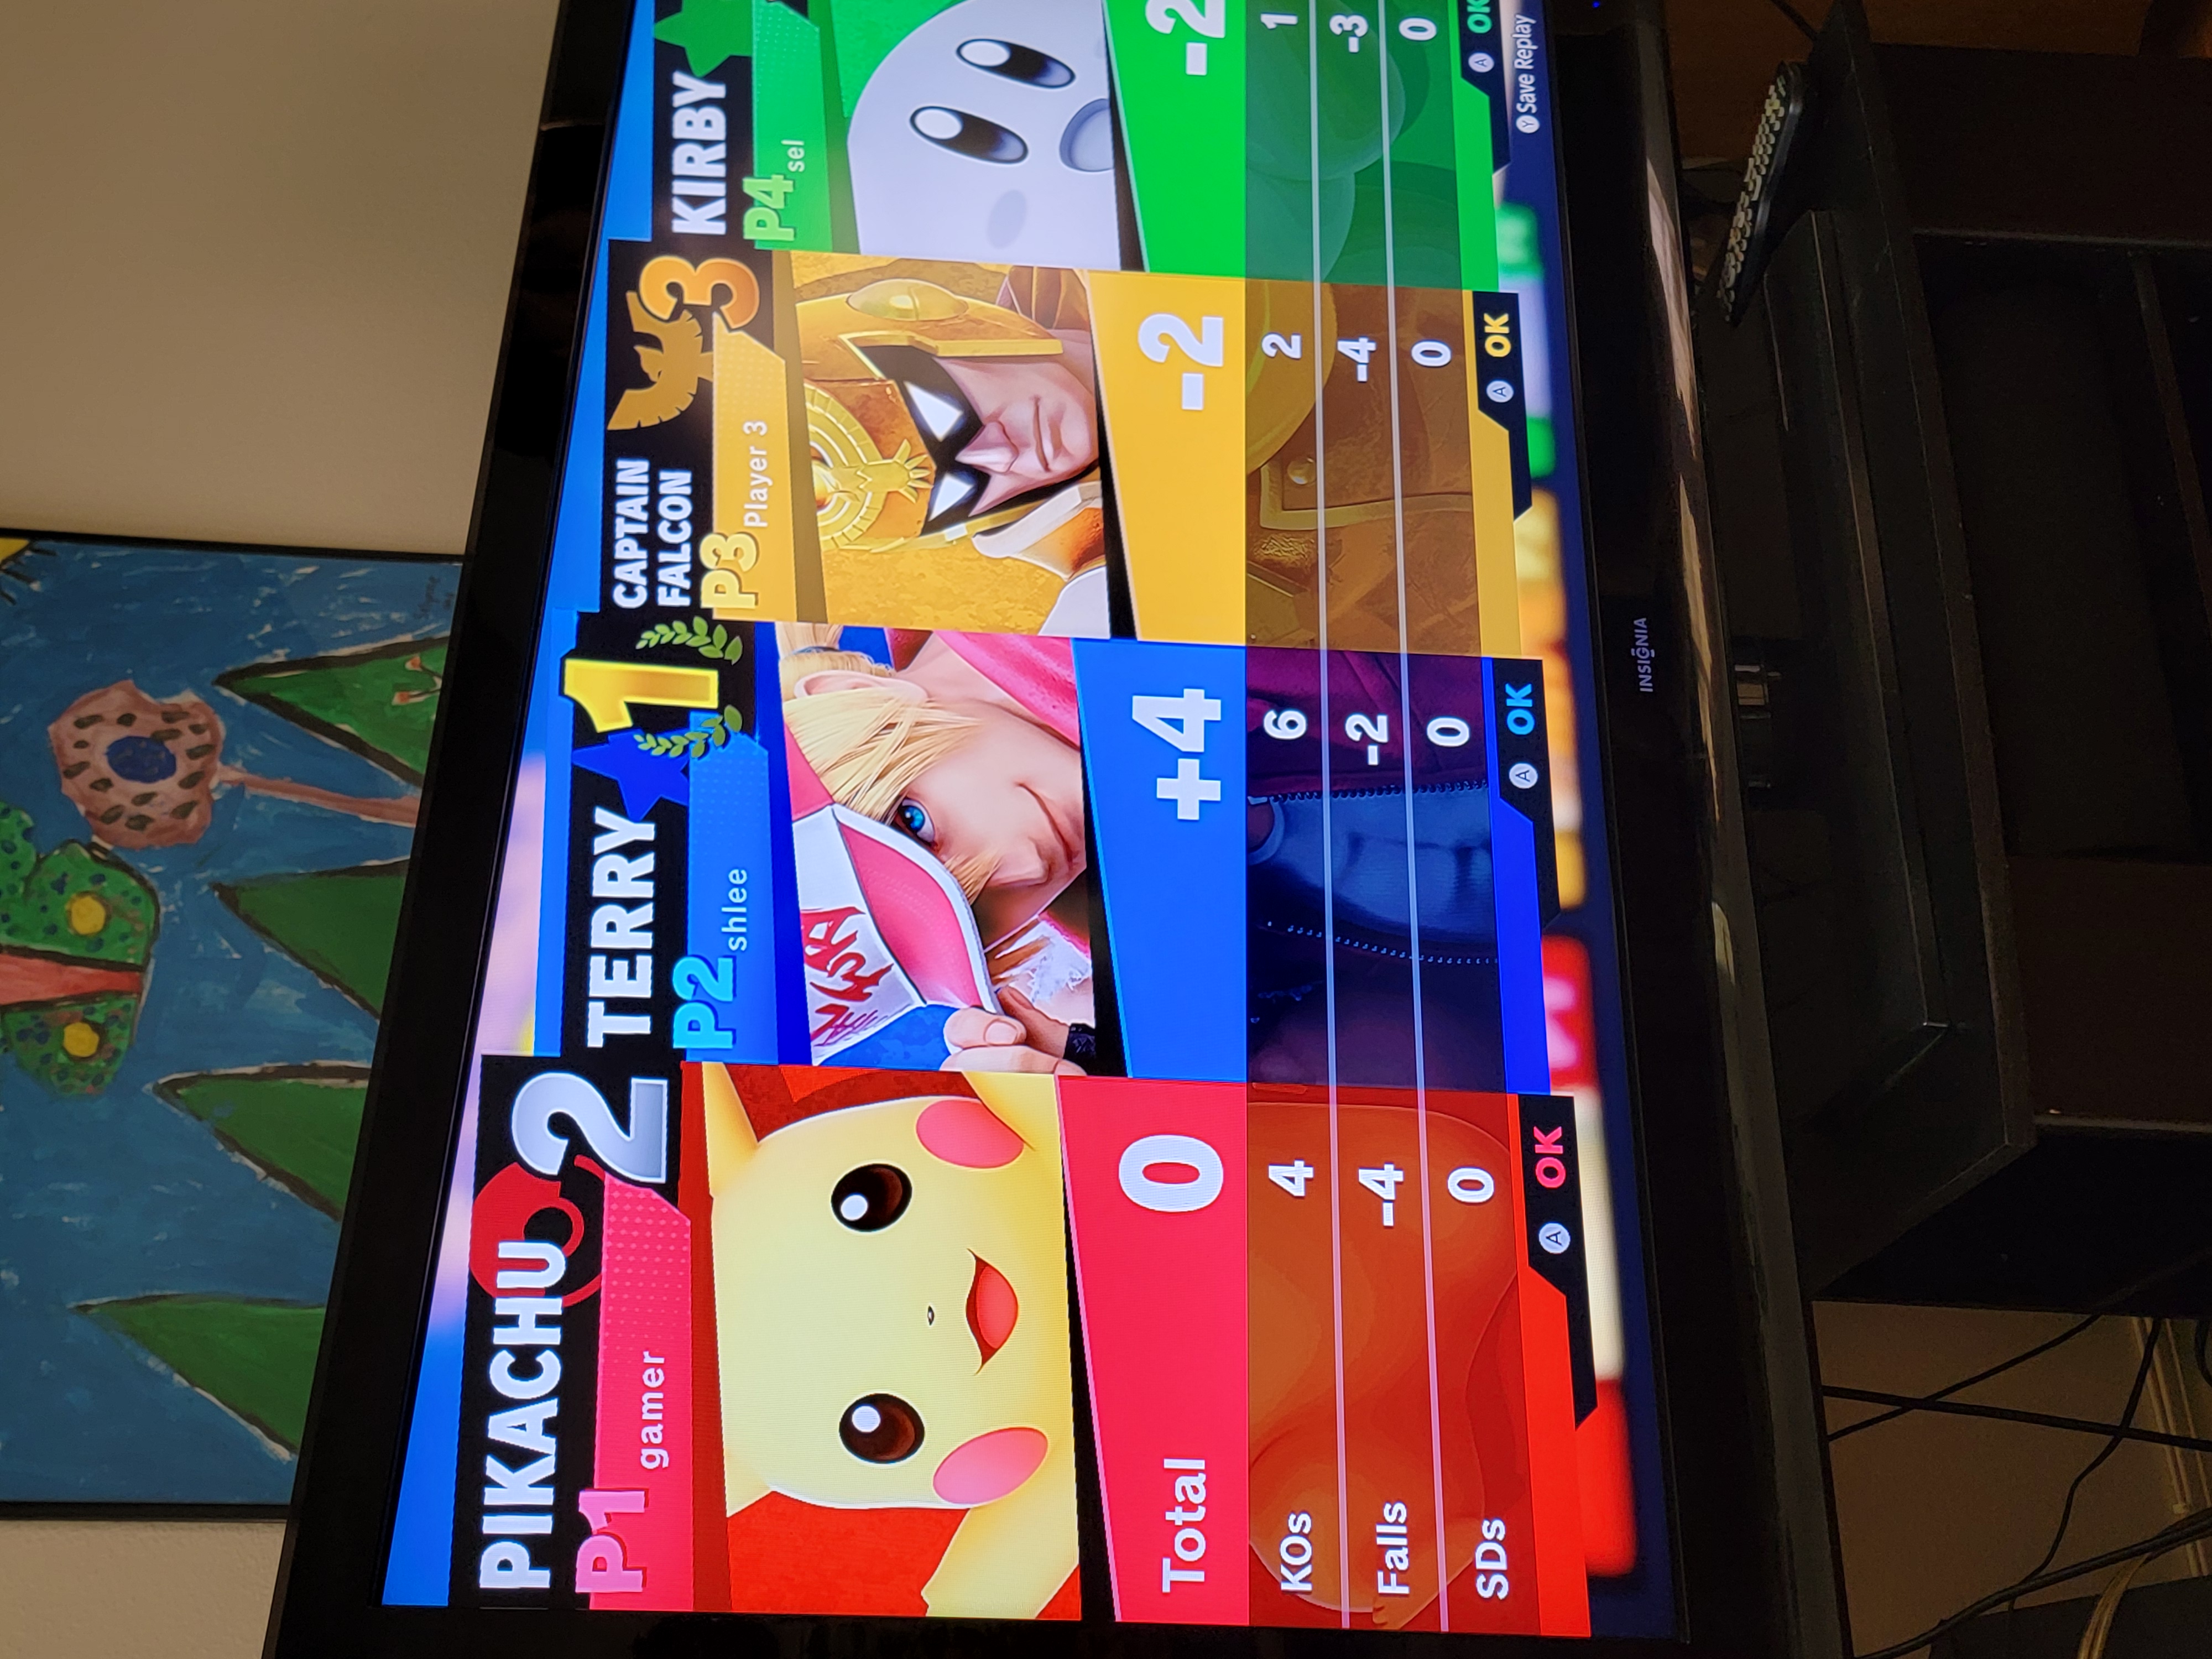 PIKACHU
2
P1 gamer
TERRY
1
P2 shlee
CAPTAIN
FALCON
3
P3 Player 3
KIRBY
P4 sel
FURY
Total 0 +4 -2 -2
KOs 4 6 2 1
Falls -4 -2 -4 -3
SDs 0 0 0 0
A OK
A OK
A OK
A OK
Y Save Replay
INSIGNIA